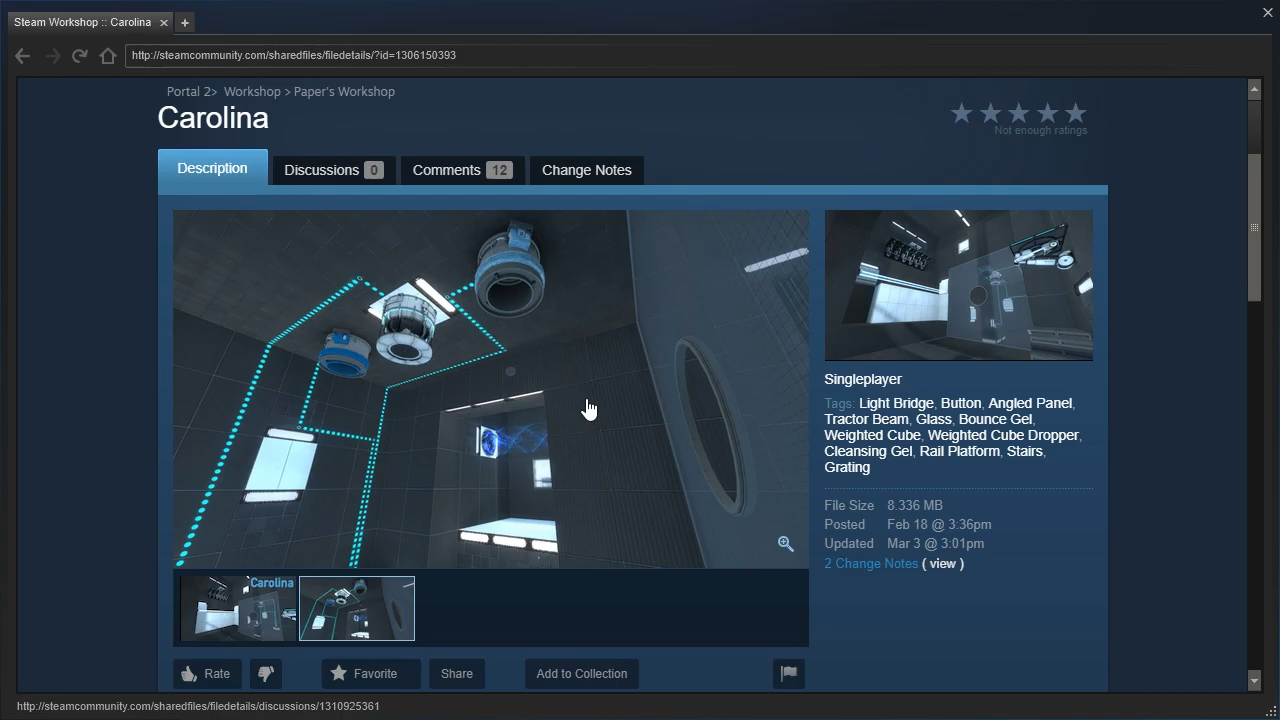 Steam Workshop :: Carolina
http://steamcommunity.com/sharedfiles/filedetails/?id=1306150393
Portal 2> Workshop > Paper's Workshop
Carolina
Not enough ratings
Description
Discussions 0
Comments 12
Change Notes
Singleplayer
Tags: Light Bridge, Button, Angled Panel,
Tractor Beam, Glass, Bounce Gel,
Weighted Cube, Weighted Cube Dropper,
Cleansing Gel, Rail Platform, Stairs,
Grating
File Size 8.336 MB
Posted Feb 18 @ 3:36pm
Updated Mar 3 @ 3:01pm
2 Change Notes ( view )
Carolina
Rate
Favorite
Share
Add to Collection
http://steamcommunity.com/sharedfiles/filedetails/discussions/1310925361